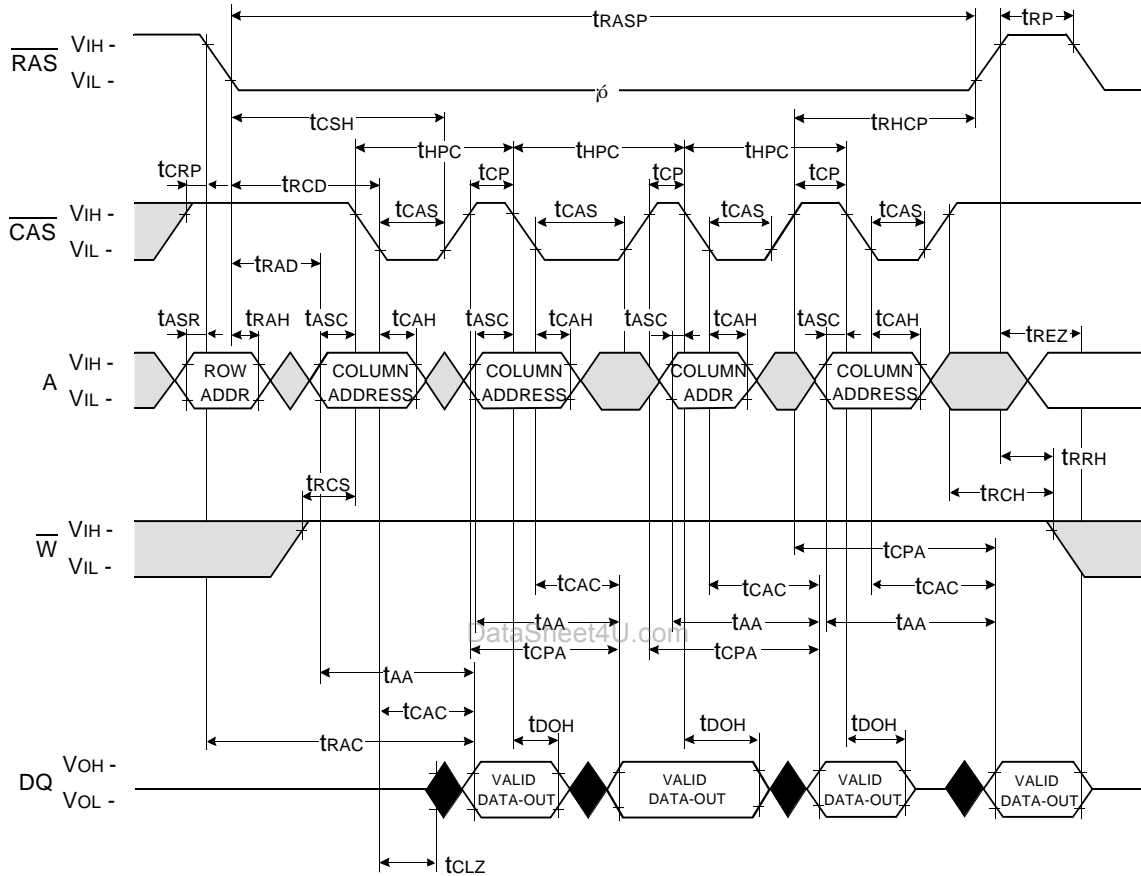 tRASP
tRP
RAS
VIH -
VIL -
ıó
tCSH
tRHCP
tHPC
tHPC
tHPC
tCRP
tRCD
tCP
tCP
tCP
CAS
VIH -
VIL -
tCAS
tCAS
tCAS
tCAS
tRAD
tASR
tRAH
tASC
tCAH
tASC
tCAH
tASC
tCAH
tASC
tCAH
tREZ
A
VIH -
VIL -
ROW
ADDR
COLUMN
ADDRESS
COLUMN
ADDRESS
COLUMN
ADDR
COLUMN
ADDRESS
tRRH
tRCS
tRCH
W
VIH -
VIL -
tCPA
tCAC
tCAC
tCAC
tAA
tAA
tAA
DataSheet4U.com
tCPA
tCPA
tAA
tCAC
tRAC
tDOH
tDOH
tDOH
DQ
VOH -
VOL -
VALID
DATA-OUT
VALID
DATA-OUT
VALID
DATA-OUT
VALID
DATA-OUT
tCLZ